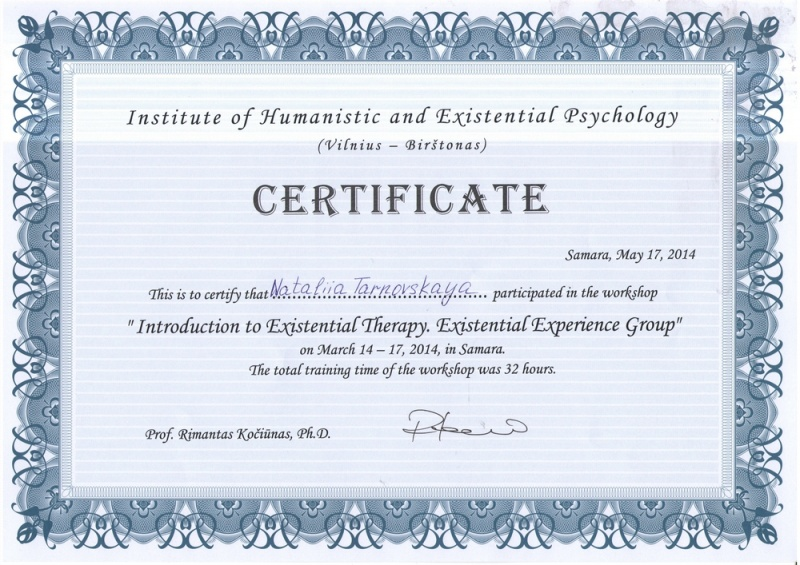 Institute of Humanistic and Existential Psychology
(Vilnius – Birštonas)
CERTIFICATE
Samara, May 17, 2014
This is to certify that Nataliia Tarnovskaya participated in the workshop
"Introduction to Existential Therapy. Existential Experience Group"
on March 14 – 17, 2014, in Samara.
The total training time of the workshop was 32 hours.
Prof. Rimantas Kočiūnas, Ph.D.